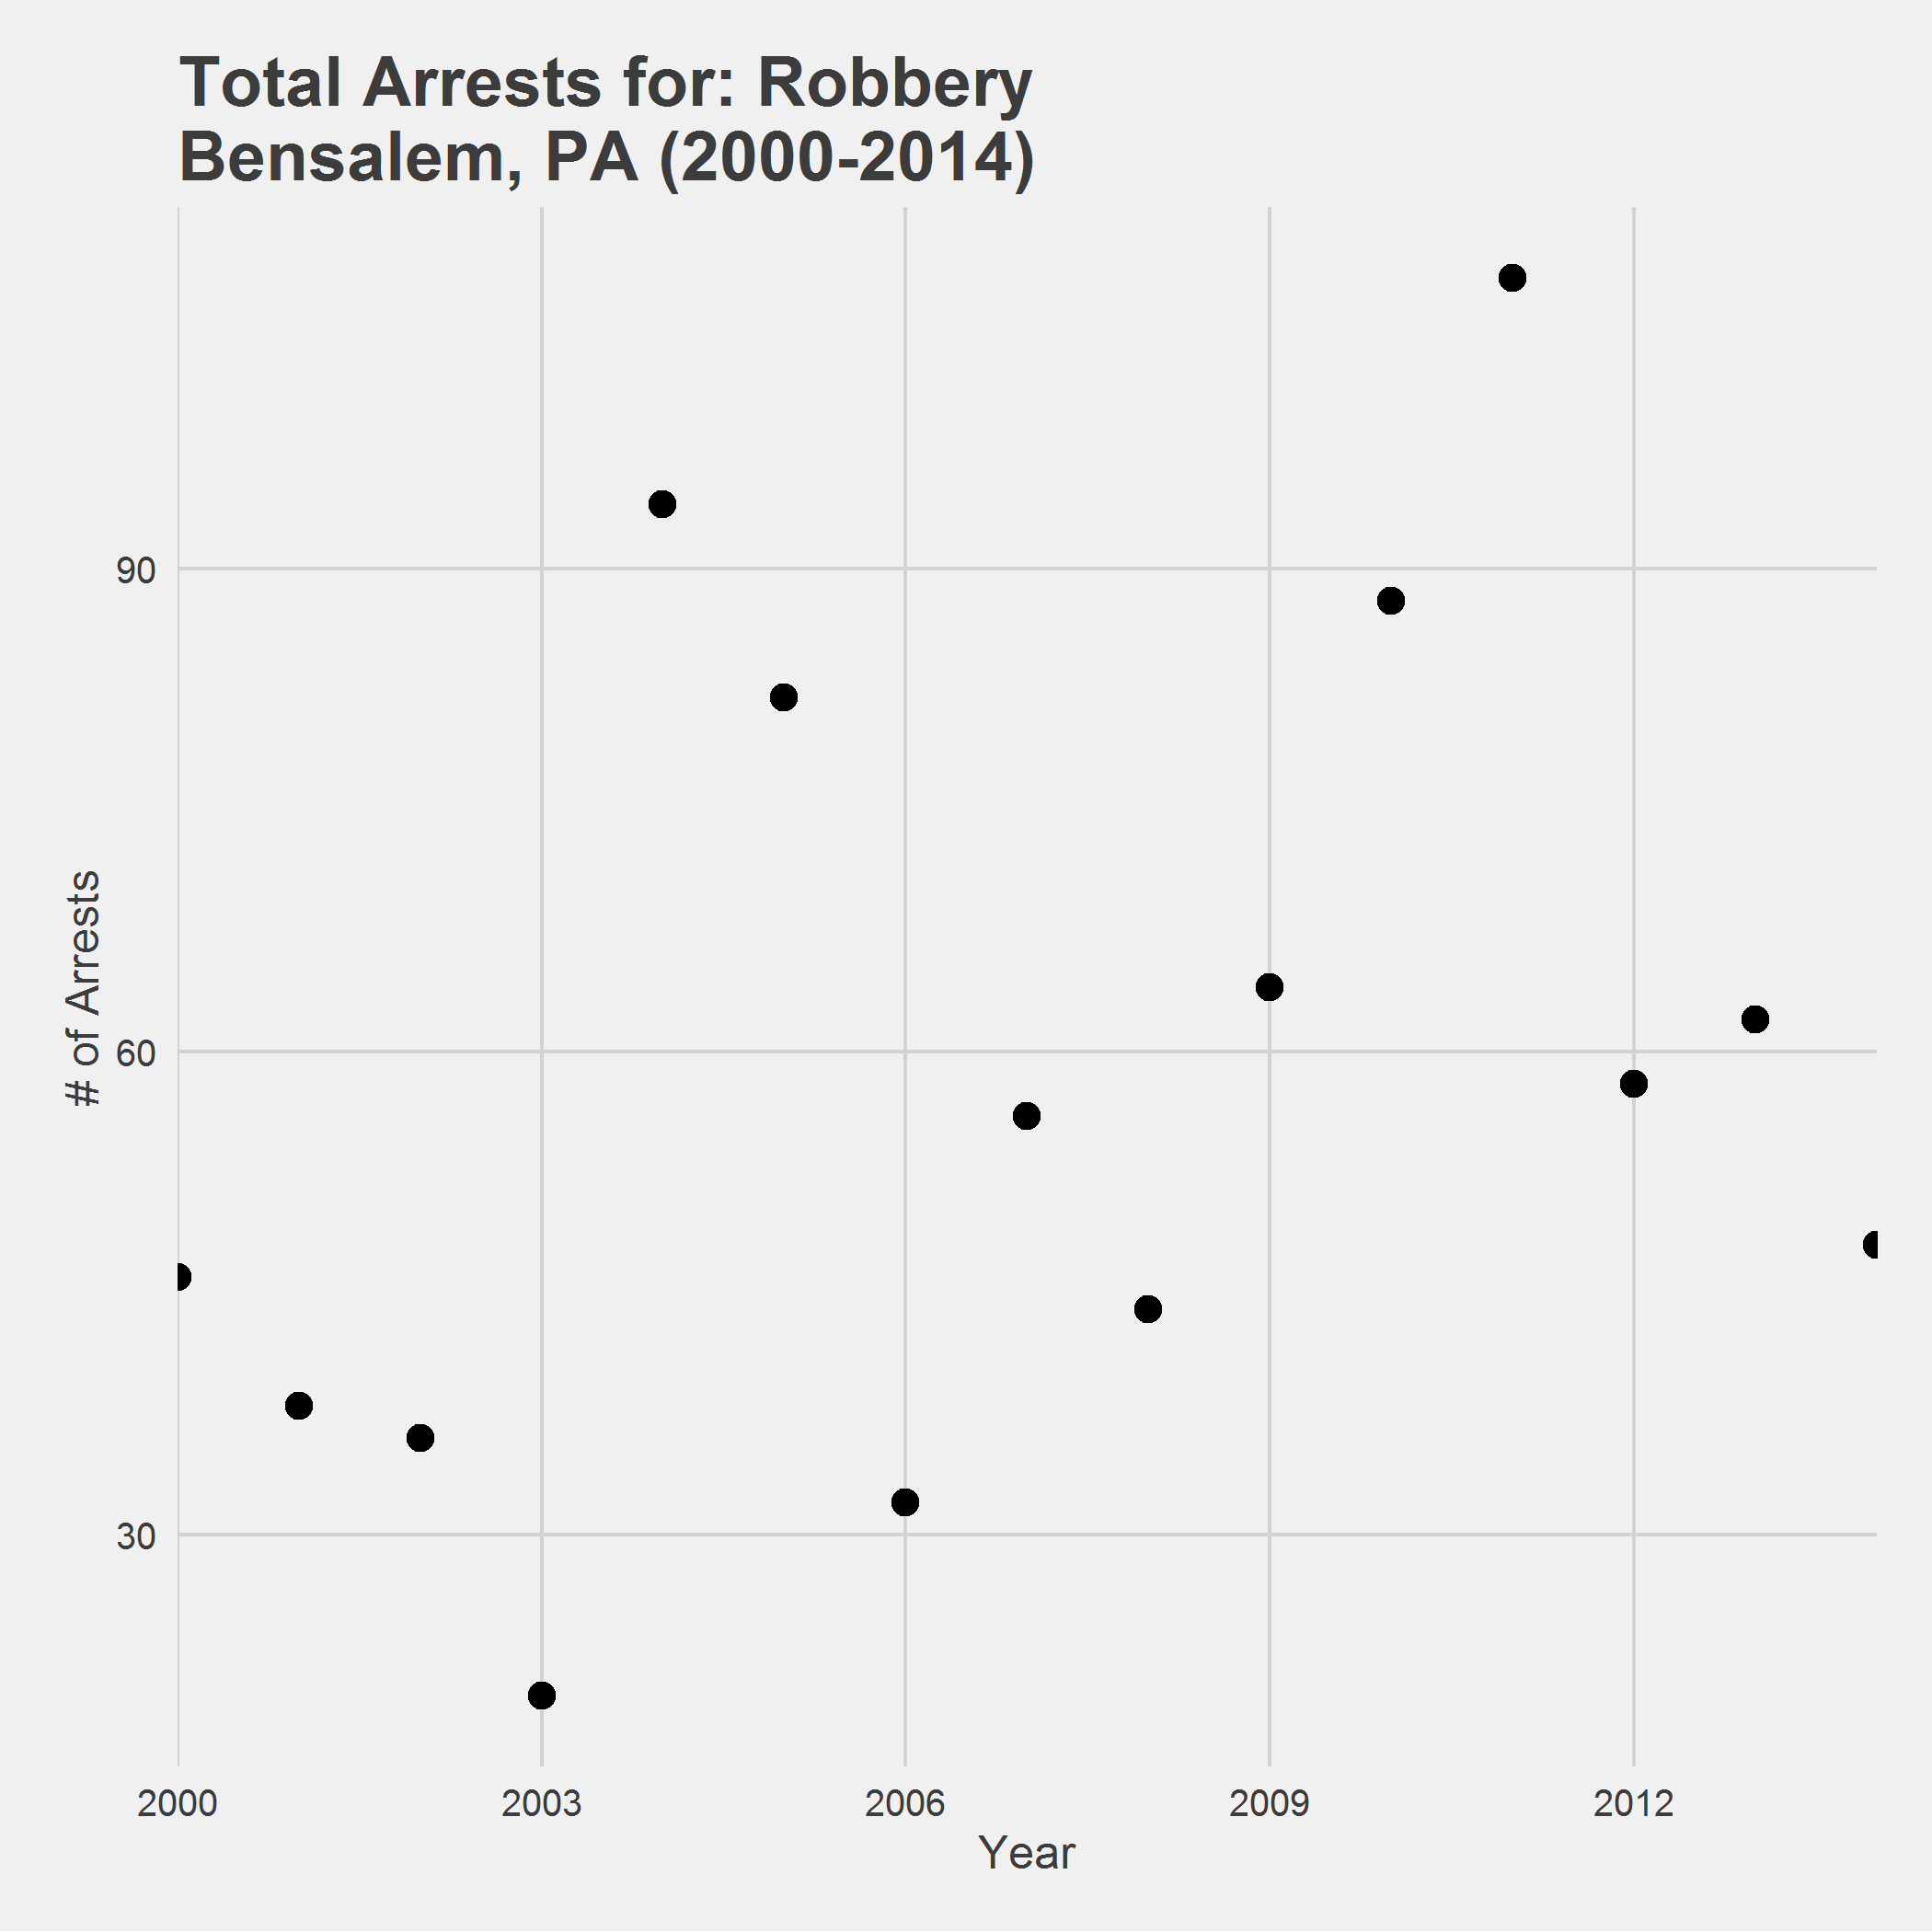 Total Arrests for: Robbery
Bensalem, PA (2000-2014)
90
60
30
# of Arrests
2000 2003 2006 2009 2012
Year